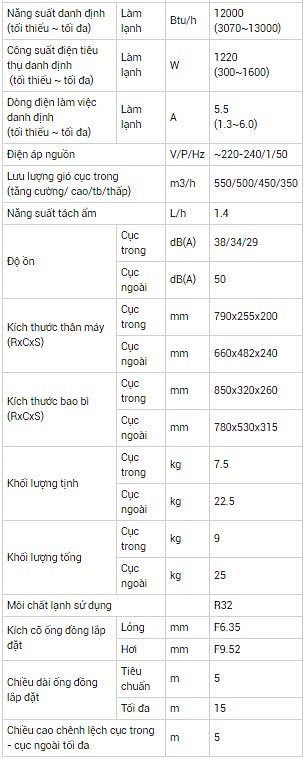 Năng suất danh định
(tối thiểu ~ tối đa)
Làm
lạnh
Btu/h
12000
(3070~13000)
Công suất điện tiêu
thụ danh định
(tối thiểu ~ tối đa)
Làm
lạnh
W
1220
(300~1600)
Dòng điện làm việc
danh định
(tối thiểu ~ tối đa)
Làm
lạnh
A
5.5
(1.3~6.0)
Điện áp nguồn
V/P/Hz
~220-240/1/50
Lưu lượng gió cục trong
(tăng cường/ cao/tb/thấp)
m3/h
550/500/450/350
Năng suất tách ẩm
L/h
1.4
Độ ồn
Cục
trong
dB(A)
38/34/29
Cục
ngoài
dB(A)
50
Kích thước thân máy
(RxCxS)
Cục
trong
mm
790x255x200
Cục
ngoài
mm
660x482x240
Kích thước bao bì
(RxCxS)
Cục
trong
mm
850x320x260
Cục
ngoài
mm
780x530x315
Khối lượng tịnh
Cục
trong
kg
7.5
Cục
ngoài
kg
22.5
Khối lượng tổng
Cục
trong
kg
9
Cục
ngoài
kg
25
Môi chất lạnh sử dụng
R32
Kích cỡ ống đồng lắp
đặt
Lỏng
mm
F6.35
Hơi
mm
F9.52
Chiều dài ống đồng
lắp đặt
Tiêu
chuẩn
m
5
Tối đa
m
15
Chiều cao chênh lệch cục trong
- cục ngoài tối đa
m
5